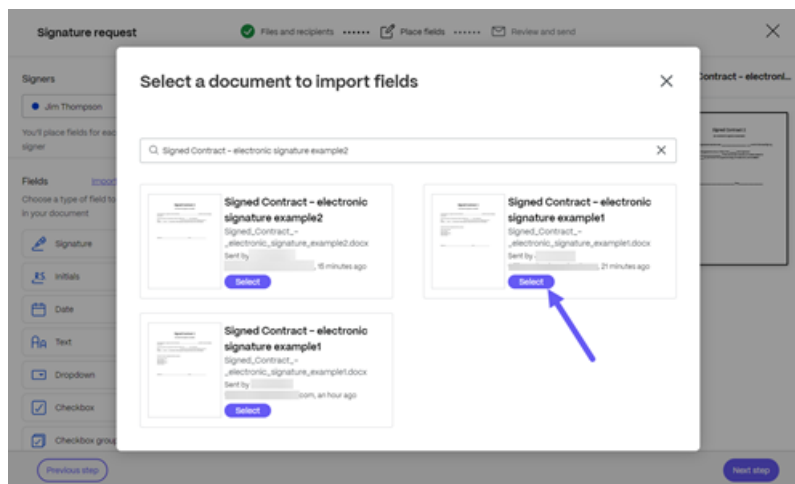 Signature request
Files and recipients
Place fields
Review and send
Signers
Jim Thompson
You'll place fields for eac
signer
Fields
Import
Choose a type of field to
in your document
Signature
Initials
Date
Text
Dropdown
Checkbox
Checkbox group
Select a document to import fields
Signed Contract - electronic signature example2
Signed Contract - electronic
signature example2
Signed_Contract_-
_electronic_signature_example2.docx
Sent by
, 15 minutes ago
Select
Signed Contract - electronic
signature example1
Signed_Contract_-
_electronic_signature_example1.docx
Sent by
, 21 minutes ago
Select
Signed Contract - electronic
signature example1
Signed_Contract_-
_electronic_signature_example1.docx
Sent by
com, an hour ago
Select
Contract - electroni...
Previous step
Next step